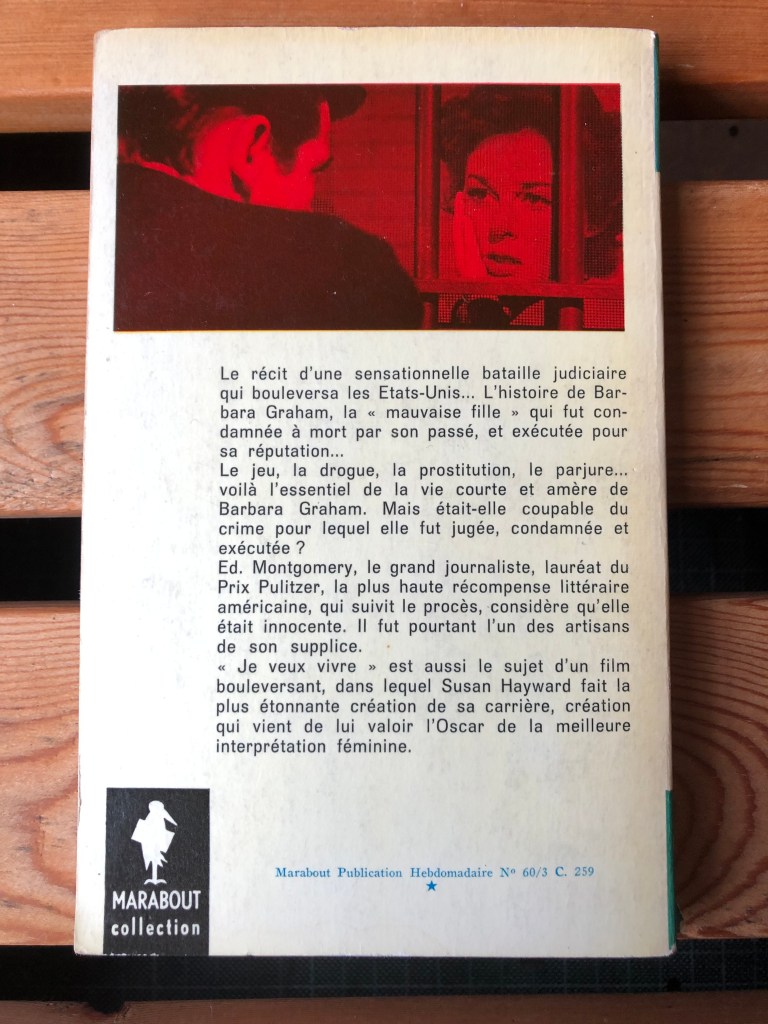 Le récit d'une sensationnelle bataille judiciaire
qui bouleversa les Etats-Unis... L'histoire de Bar-
bara Graham, la « mauvaise fille » qui fut con-
damnée à mort par son passé, et exécutée pour
sa réputation...
Le jeu, la drogue, la prostitution, le parjure...
voilà l'essentiel de la vie courte et amère de
Barbara Graham. Mais était-elle coupable du
crime pour lequel elle fut jugée, condamnée et
exécutée ?
Ed. Montgomery, le grand journaliste, lauréat du
Prix Pulitzer, la plus haute récompense littéraire
américaine, qui suivit le procès, considère qu'elle
était innocente. Il fut pourtant l'un des artisans
de son supplice.
« Je veux vivre » est aussi le sujet d'un film
bouleversant, dans lequel Susan Hayward fait la
plus étonnante création de sa carrière, création
qui vient de lui valoir l'Oscar de la meilleure
interprétation féminine.
Marabout Publication Hebdomadaire Nº 60/3 C. 259
MARABOUT
collection